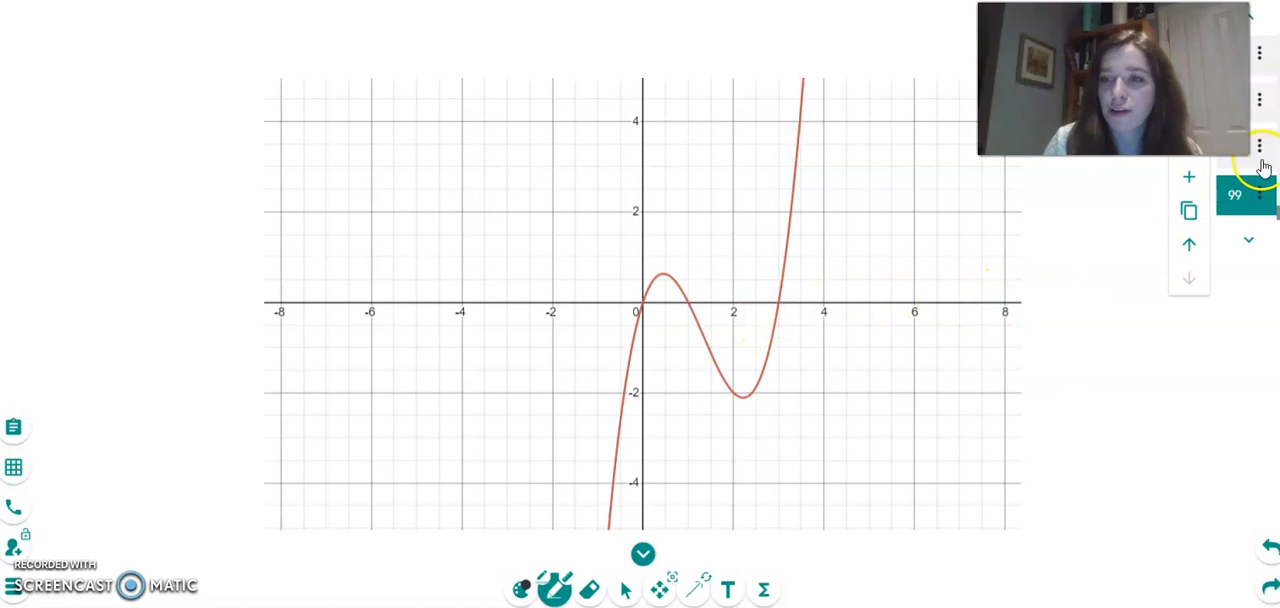 4
2
99
-8 -6 -4 -2 0 2 4 6 8
-2
-4
RECORDED WITH
SCREENCAST MATIC
T Σ